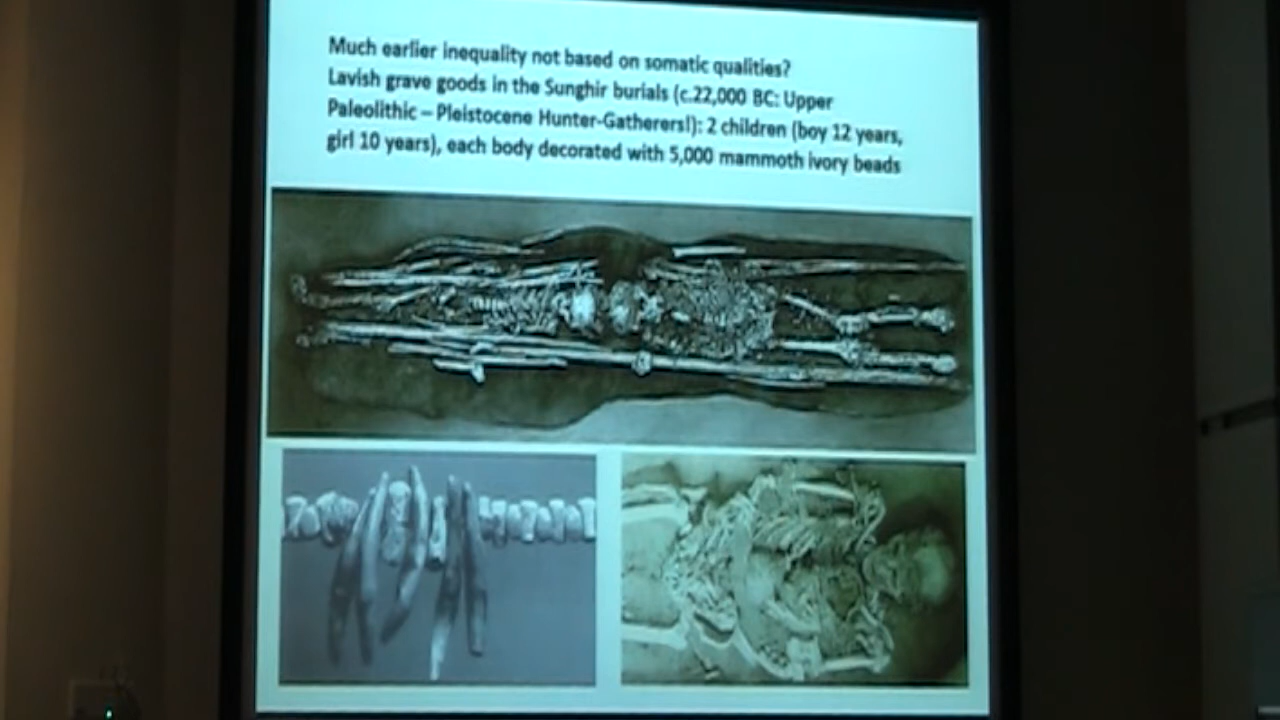 Much earlier inequality not based on somatic qualities?
Lavish grave goods in the Sunghir burials (c.22,000 BC: Upper
Paleolithic – Pleistocene Hunter-Gatherers!): 2 children (boy 12 years,
girl 10 years), each body decorated with 5,000 mammoth ivory beads